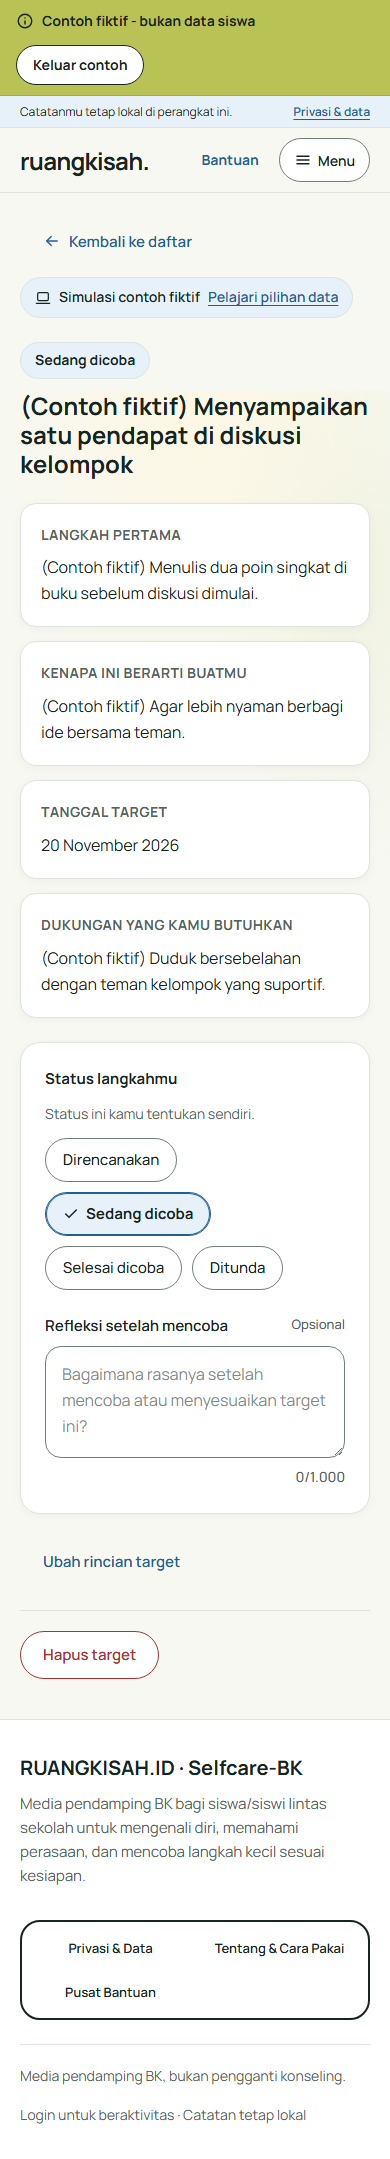 Contoh fiktif - bukan data siswa
Keluar contoh
Catatanmu tetap lokal di perangkat ini. Privasi & data
ruangkisah. Bantuan Menu
Kembali ke daftar
Simulasi contoh fiktif Pelajari pilihan data
Sedang dicoba
(Contoh fiktif) Menyampaikan
satu pendapat di diskusi
kelompok
LANGKAH PERTAMA
(Contoh fiktif) Menulis dua poin singkat di
buku sebelum diskusi dimulai.
KENAPA INI BERARTI BUATMU
(Contoh fiktif) Agar lebih nyaman berbagi
ide bersama teman.
TANGGAL TARGET
20 November 2026
DUKUNGAN YANG KAMU BUTUHKAN
(Contoh fiktif) Duduk bersebelahan
dengan teman kelompok yang suportif.
Status langkahmu
Status ini kamu tentukan sendiri.
Direncanakan
Sedang dicoba
Selesai dicoba Ditunda
Refleksi setelah mencoba Opsional
Bagaimana rasanya setelah
mencoba atau menyesuaikan target
ini?
0/1.000
Ubah rincian target
Hapus target
RUANGKISAH.ID · Selfcare-BK
Media pendamping BK bagi siswa/siswi lintas
sekolah untuk mengenali diri, memahami
perasaan, dan mencoba langkah kecil sesuai
kesiapan.
Privasi & Data Tentang & Cara Pakai
Pusat Bantuan
Media pendamping BK, bukan pengganti konseling.
Login untuk beraktivitas · Catatan tetap lokal